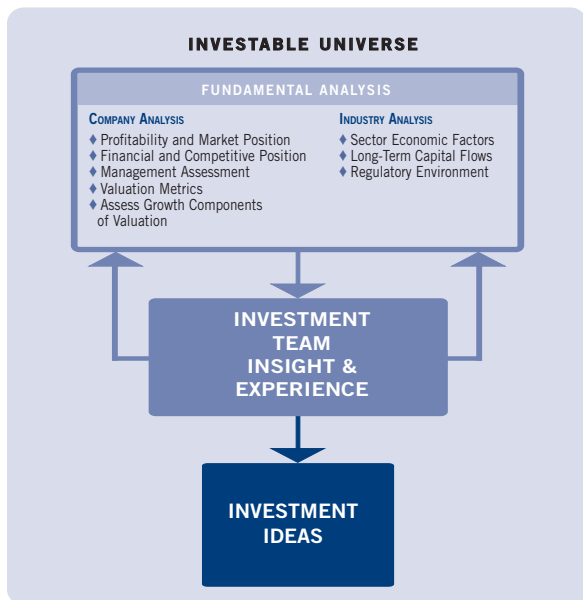 INVESTABLE UNIVERSE
FUNDAMENTAL ANALYSIS
COMPANY ANALYSIS
♦ Profitability and Market Position
♦ Financial and Competitive Position
♦ Management Assessment
♦ Valuation Metrics
♦ Assess Growth Components
of Valuation
INDUSTRY ANALYSIS
♦ Sector Economic Factors
♦ Long-Term Capital Flows
♦ Regulatory Environment
INVESTMENT
TEAM
INSIGHT &
EXPERIENCE
INVESTMENT
IDEAS